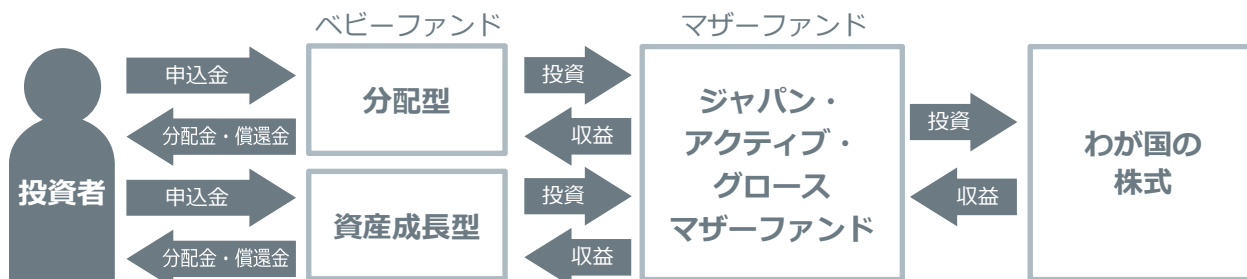 ベビーファンド
マザーファンド
投資者
申込金
分配金・償還金
申込金
分配金・償還金
分配型
資産成長型
投資
収益
投資
収益
ジャパン・
アクティブ・
グロース
マザーファンド
投資
収益
わが国の
株式